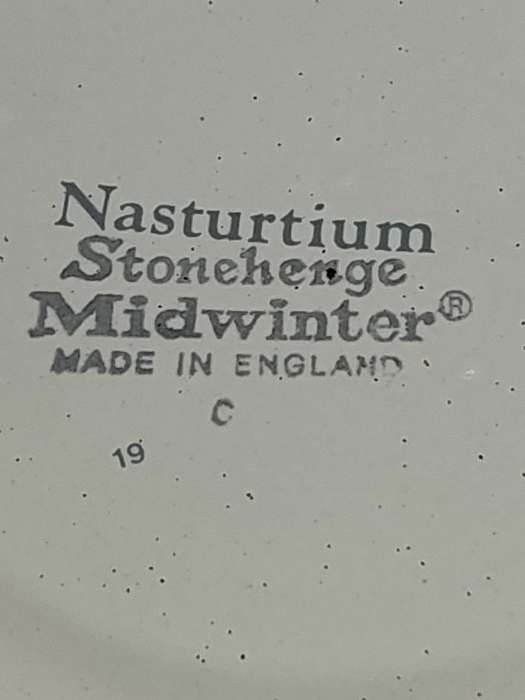 Nasturtium
Stonehenge
Midwinter®
MADE IN ENGLAND
C
19